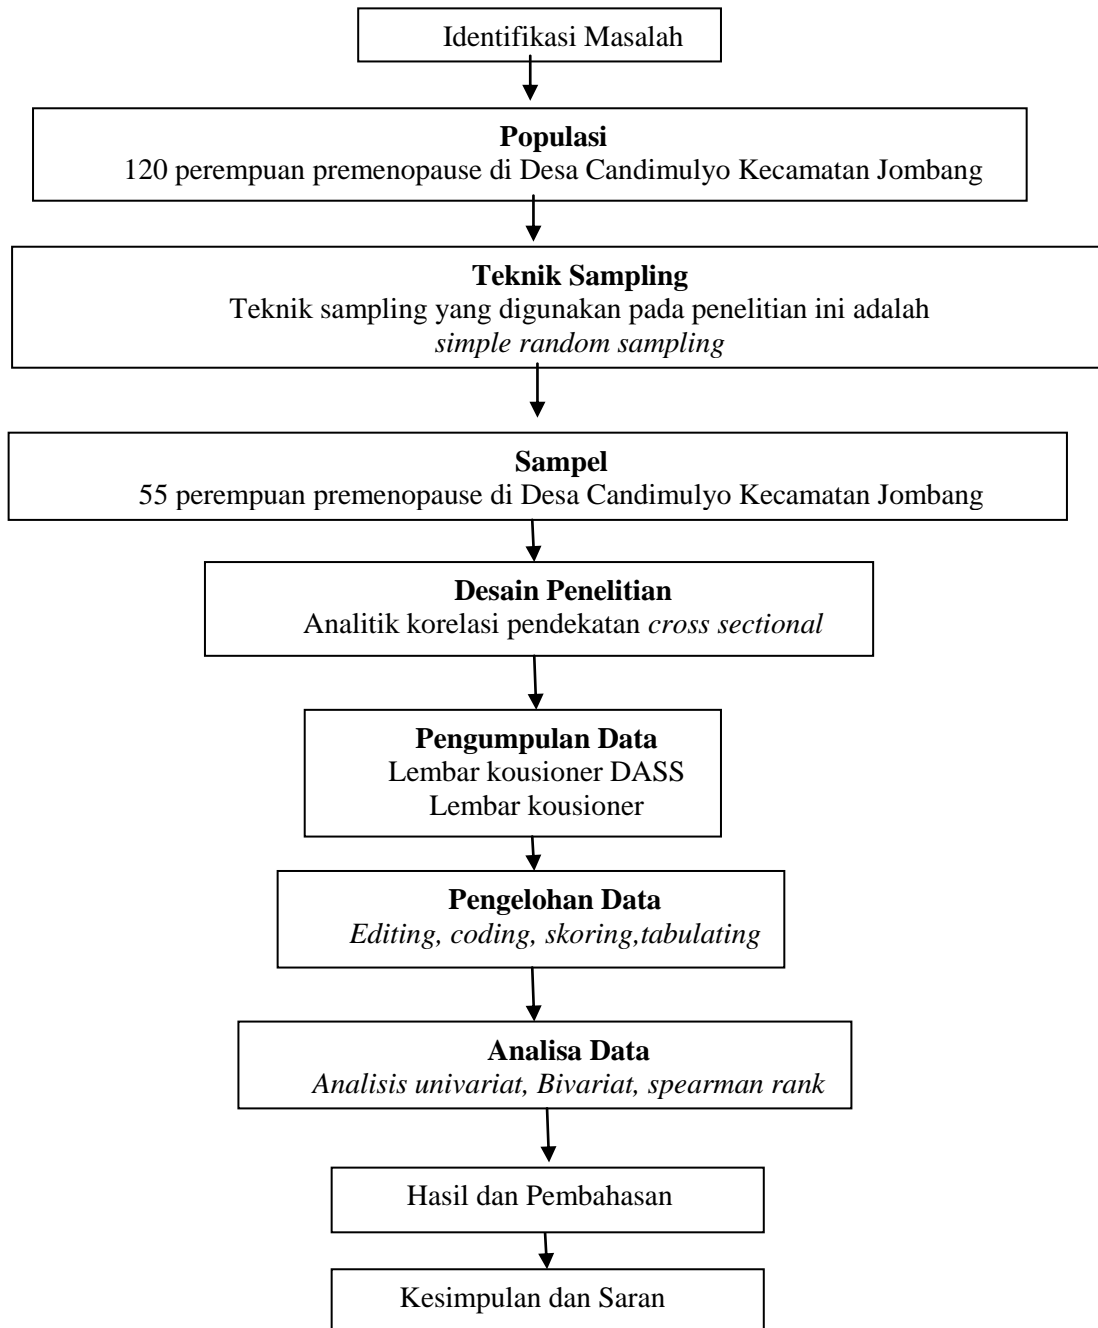 Identifikasi Masalah
Populasi
120 perempuan premenopause di Desa Candimulyo Kecamatan Jombang
Teknik Sampling
Teknik sampling yang digunakan pada penelitian ini adalah
simple random sampling
Sampel
55 perempuan premenopause di Desa Candimulyo Kecamatan Jombang
Desain Penelitian
Analitik korelasi pendekatan cross sectional
Pengumpulan Data
Lembar kousioner DASS
Lembar kousioner
Pengelohan Data
Editing, coding, skoring,tabulating
Analisa Data
Analisis univariat, Bivariat, spearman rank
Hasil dan Pembahasan
Kesimpulan dan Saran